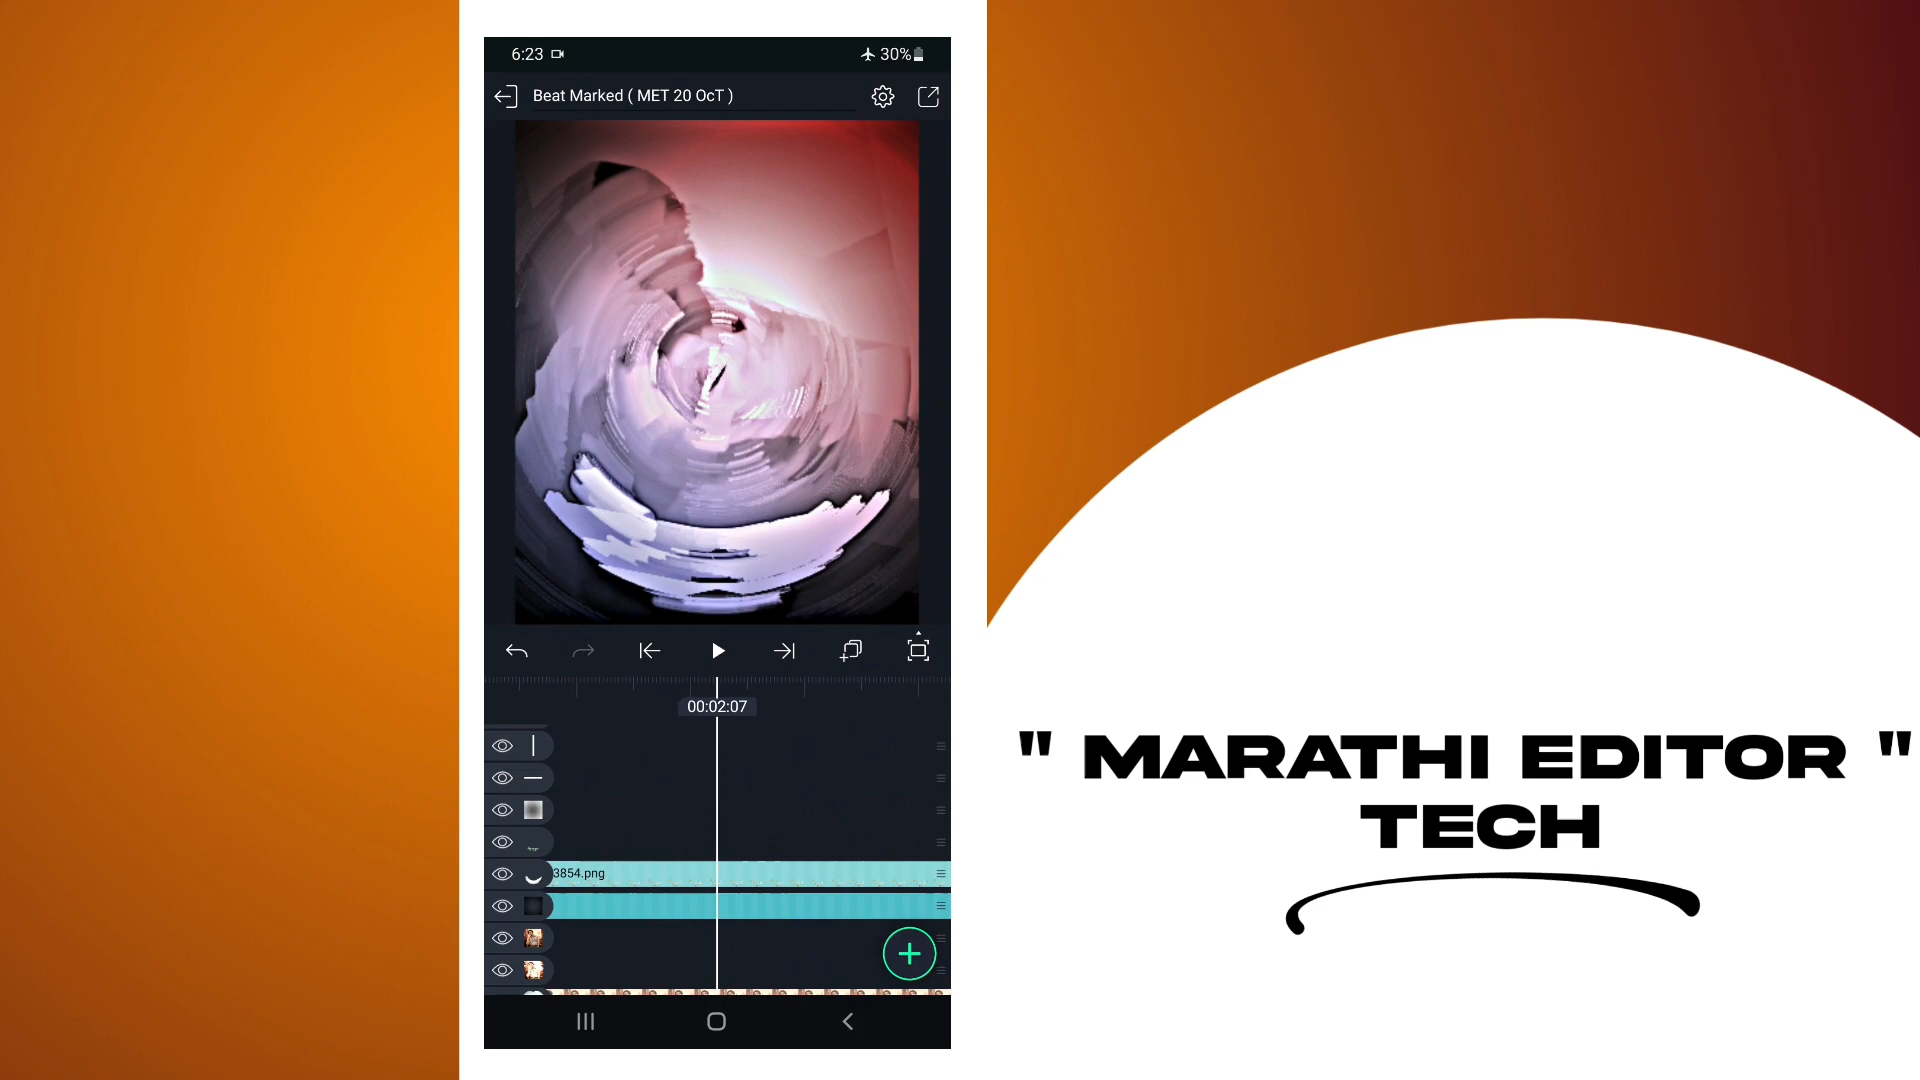 6:23
30%
Beat Marked ( MET 20 OcT )
00:02:07
3854.png
" MARATHI EDITOR "
TECH